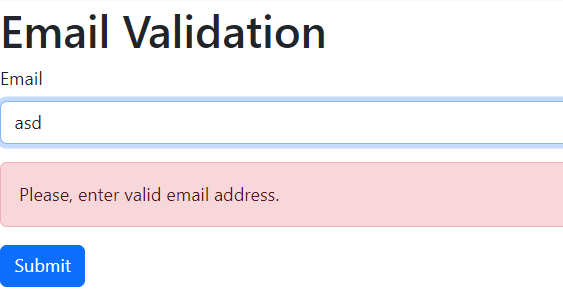 Email Validation
Email
asd
Please, enter valid email address.
Submit